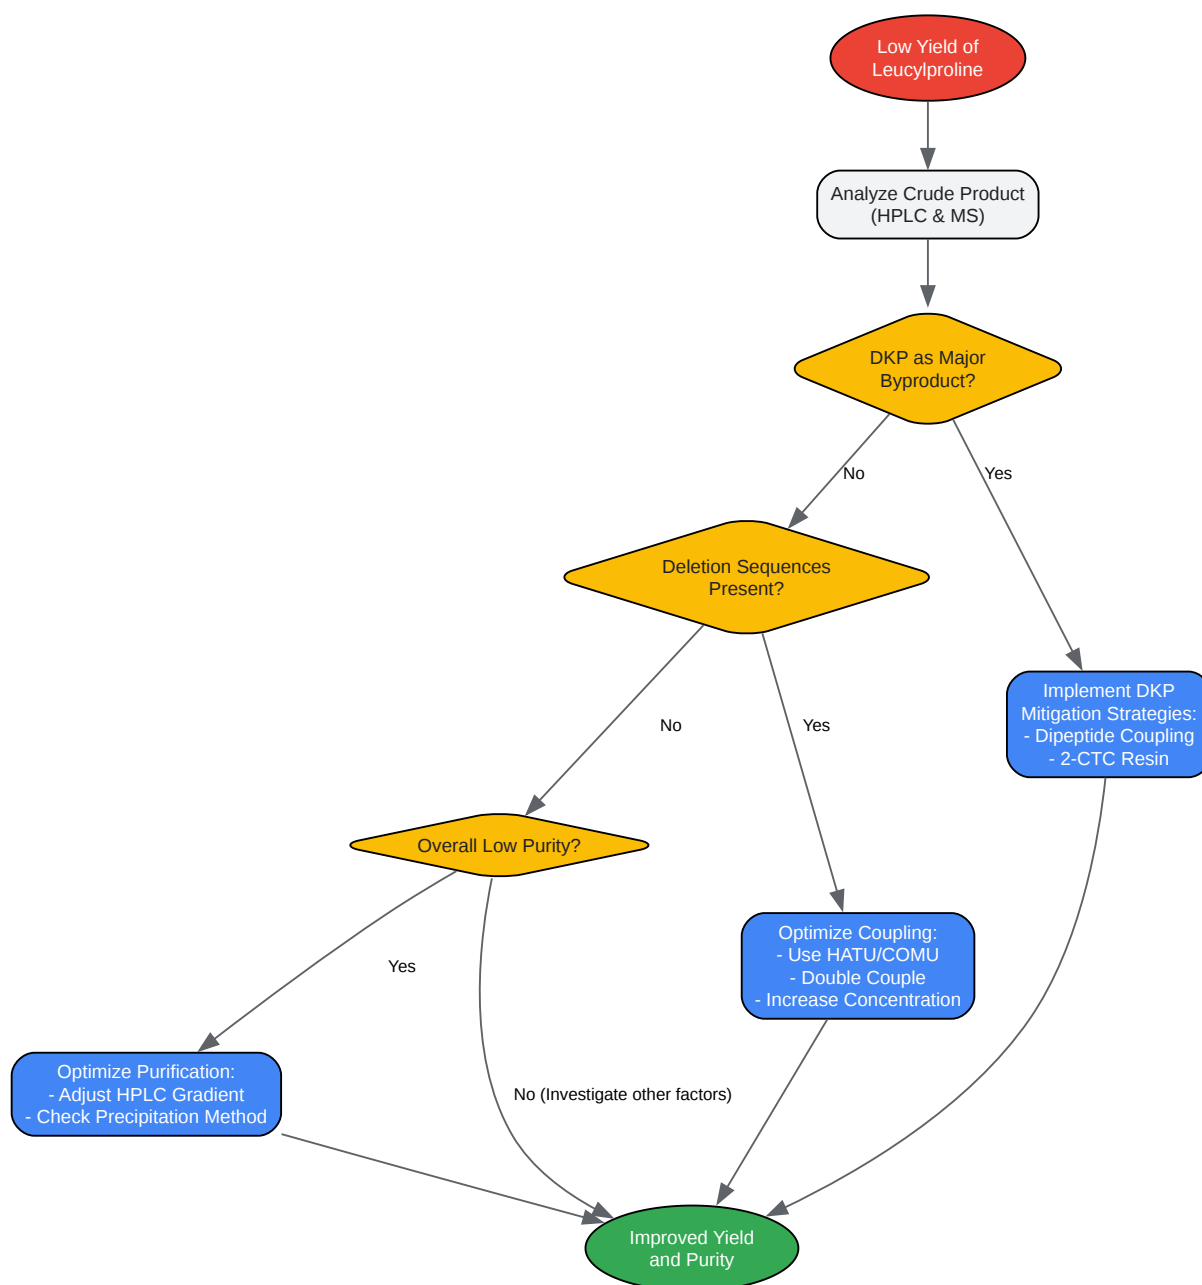 Low Yield of
Leucylproline
Analyze Crude Product
(HPLC & MS)
DKP as Major
Byproduct?
No
Yes
Deletion Sequences
Present?
Implement DKP
Mitigation Strategies:
- Dipeptide Coupling
- 2-CTC Resin
No
Yes
Overall Low Purity?
Optimize Coupling:
- Use HATU/COMU
- Double Couple
- Increase Concentration
Yes
Optimize Purification:
- Adjust HPLC Gradient
- Check Precipitation Method
No (Investigate other factors)
Improved Yield
and Purity